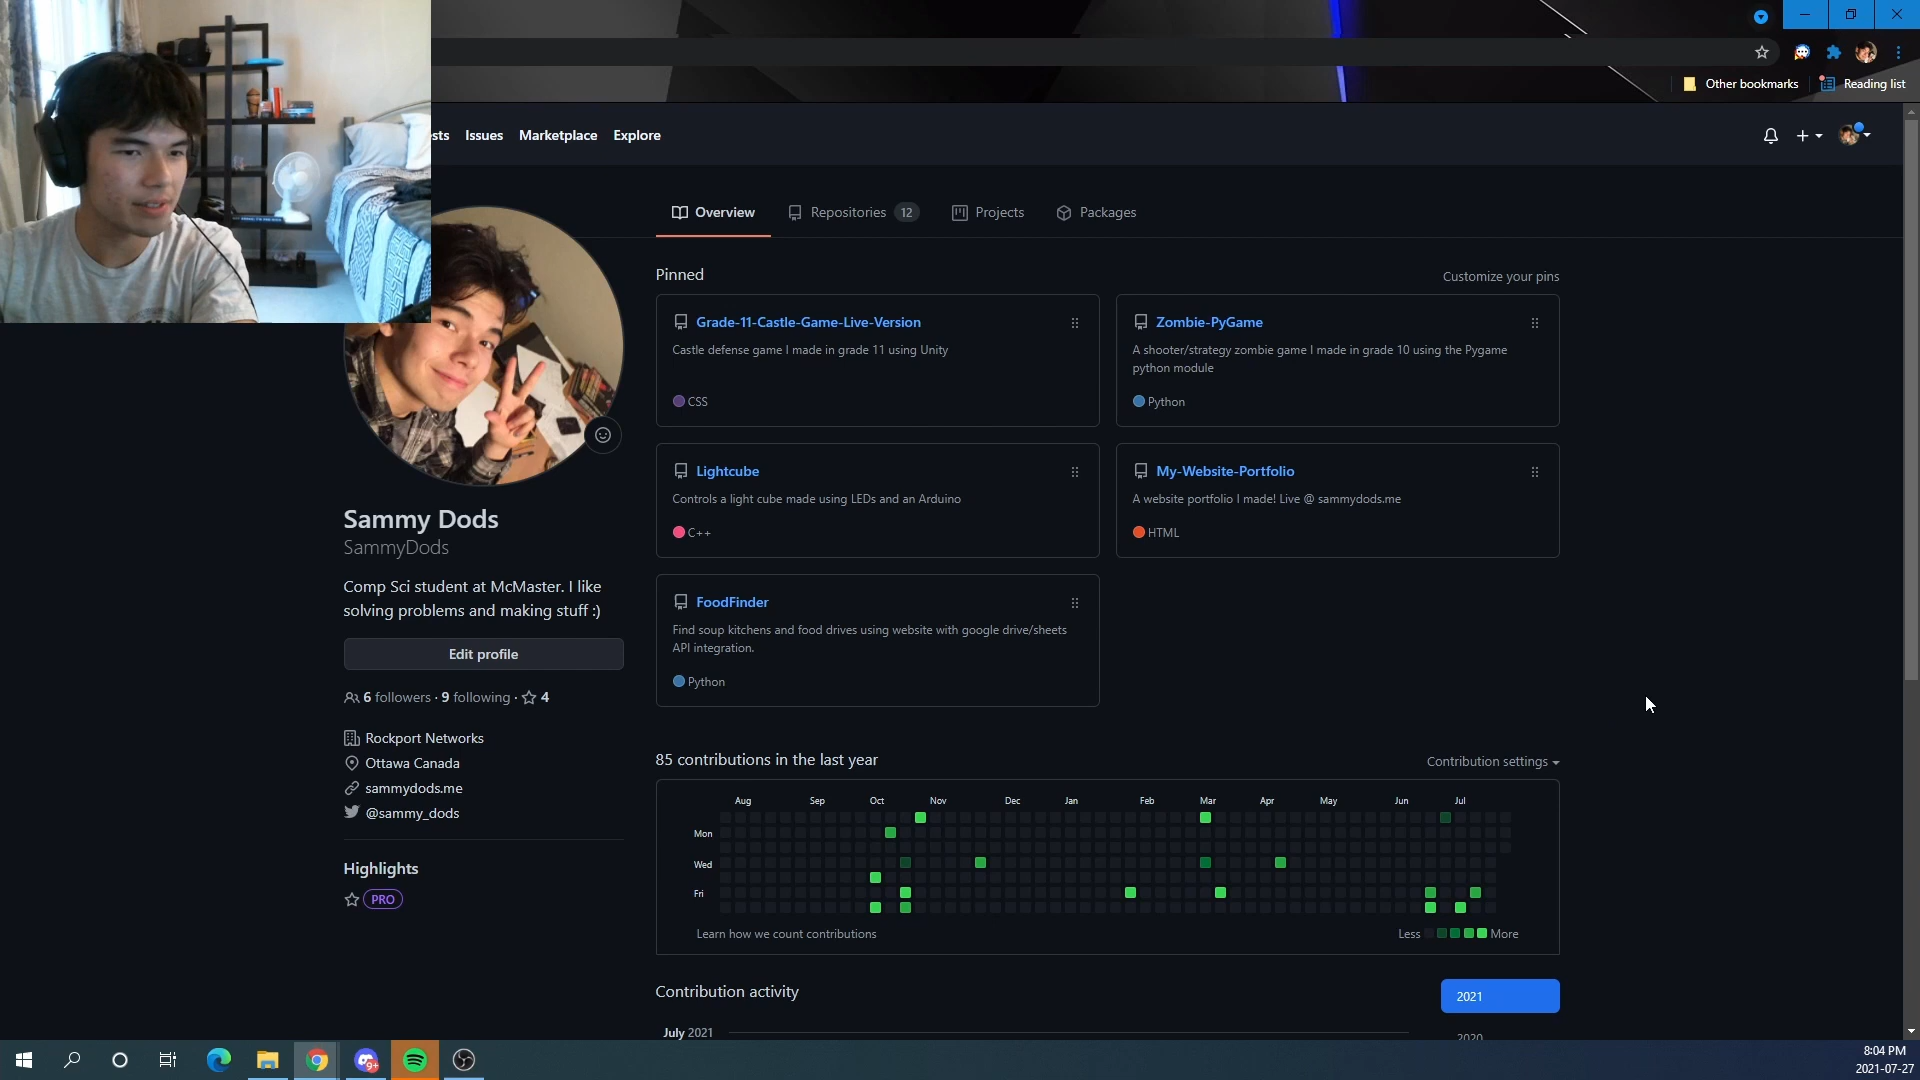 Other bookmarks
Reading list
sts Issues Marketplace Explore
Overview
Repositories 12
Projects
Packages
Pinned
Customize your pins
Grade-11-Castle-Game-Live-Version
Castle defense game I made in grade 11 using Unity
CSS
Zombie-PyGame
A shooter/strategy zombie game I made in grade 10 using the Pygame
python module
Python
Lightcube
Controls a light cube made using LEDs and an Arduino
C++
My-Website-Portfolio
A website portfolio I made! Live @ sammydods.me
HTML
FoodFinder
Find soup kitchens and food drives using website with google drive/sheets
API integration.
Python
Sammy Dods
SammyDods
Comp Sci student at McMaster. I like
solving problems and making stuff :)
Edit profile
6 followers · 9 following · 4
Rockport Networks
Ottawa Canada
sammydods.me
@sammy_dods
Highlights
PRO
85 contributions in the last year
Contribution settings
Aug Sep Oct Nov Dec Jan Feb Mar Apr May Jun Jul
Mon
Wed
Fri
Learn how we count contributions
Less More
Contribution activity
2021
July 2021
2020
9+
8:04 PM
2021-07-27